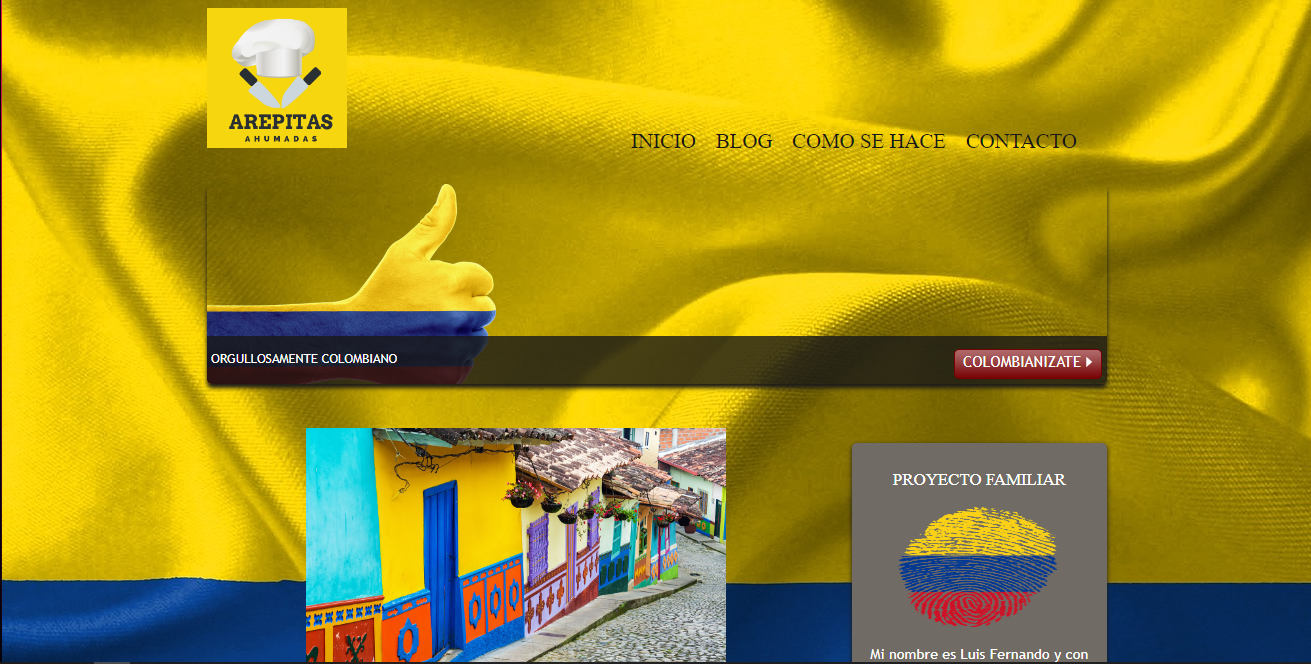 AREPITAS
AHUMADAS
INICIO BLOG COMO SE HACE CONTACTO
ORGULLOSAMENTE COLOMBIANO
COLOMBIANIZATE
PROYECTO FAMILIAR
Mi nombre es Luis Fernando y con